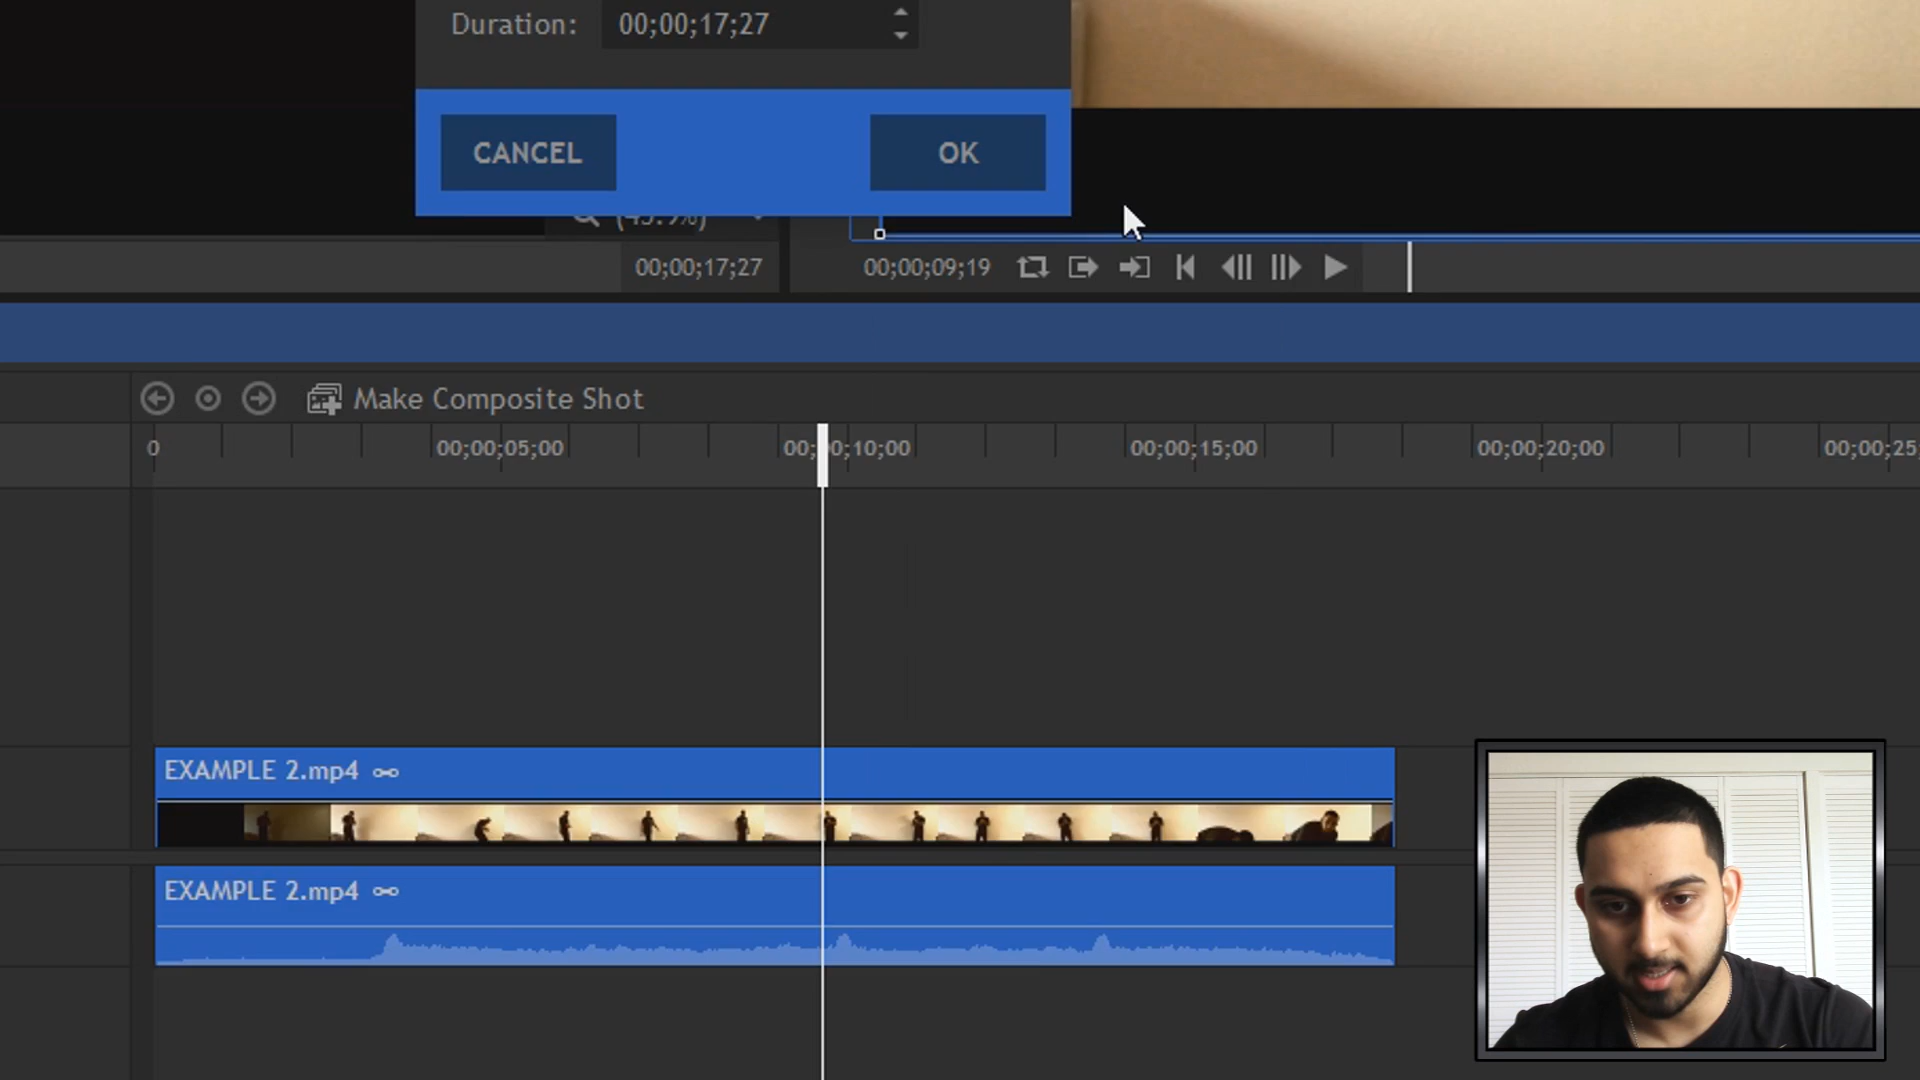 Duration: 00;00;17;27
CANCEL OK
(43.9%)
00;00;17;27 00;00;09;19
Make Composite Shot
0 00;00;05;00 00;00;10;00 00;00;15;00 00;00;20;00 00;00;25;
EXAMPLE 2.mp4
EXAMPLE 2.mp4